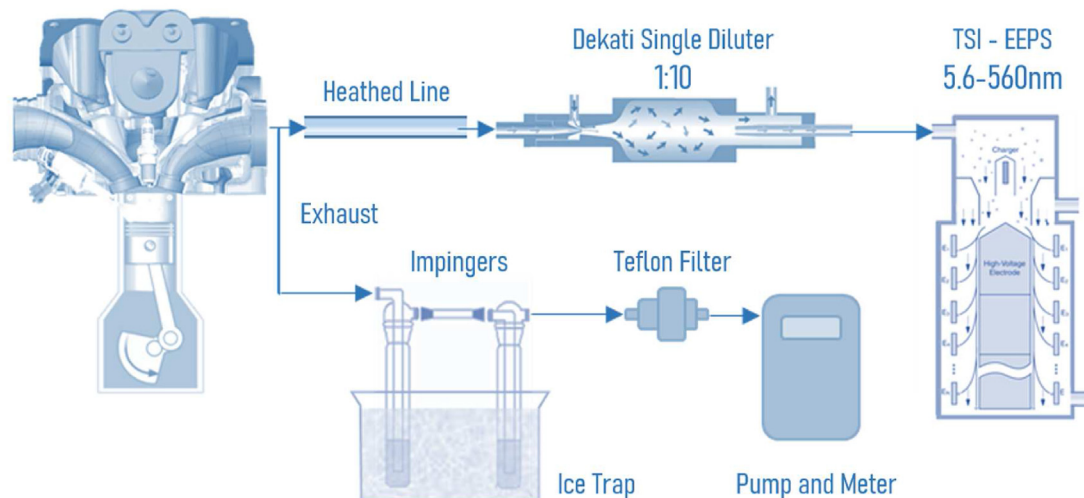 Dekati Single Diluter
1:10
TSI - EEPS
5.6-560nm
Heathed Line
Charger
Exhaust
Impingers
Teflon Filter
High-Voltage
Electrode
Ice Trap
Pump and Meter